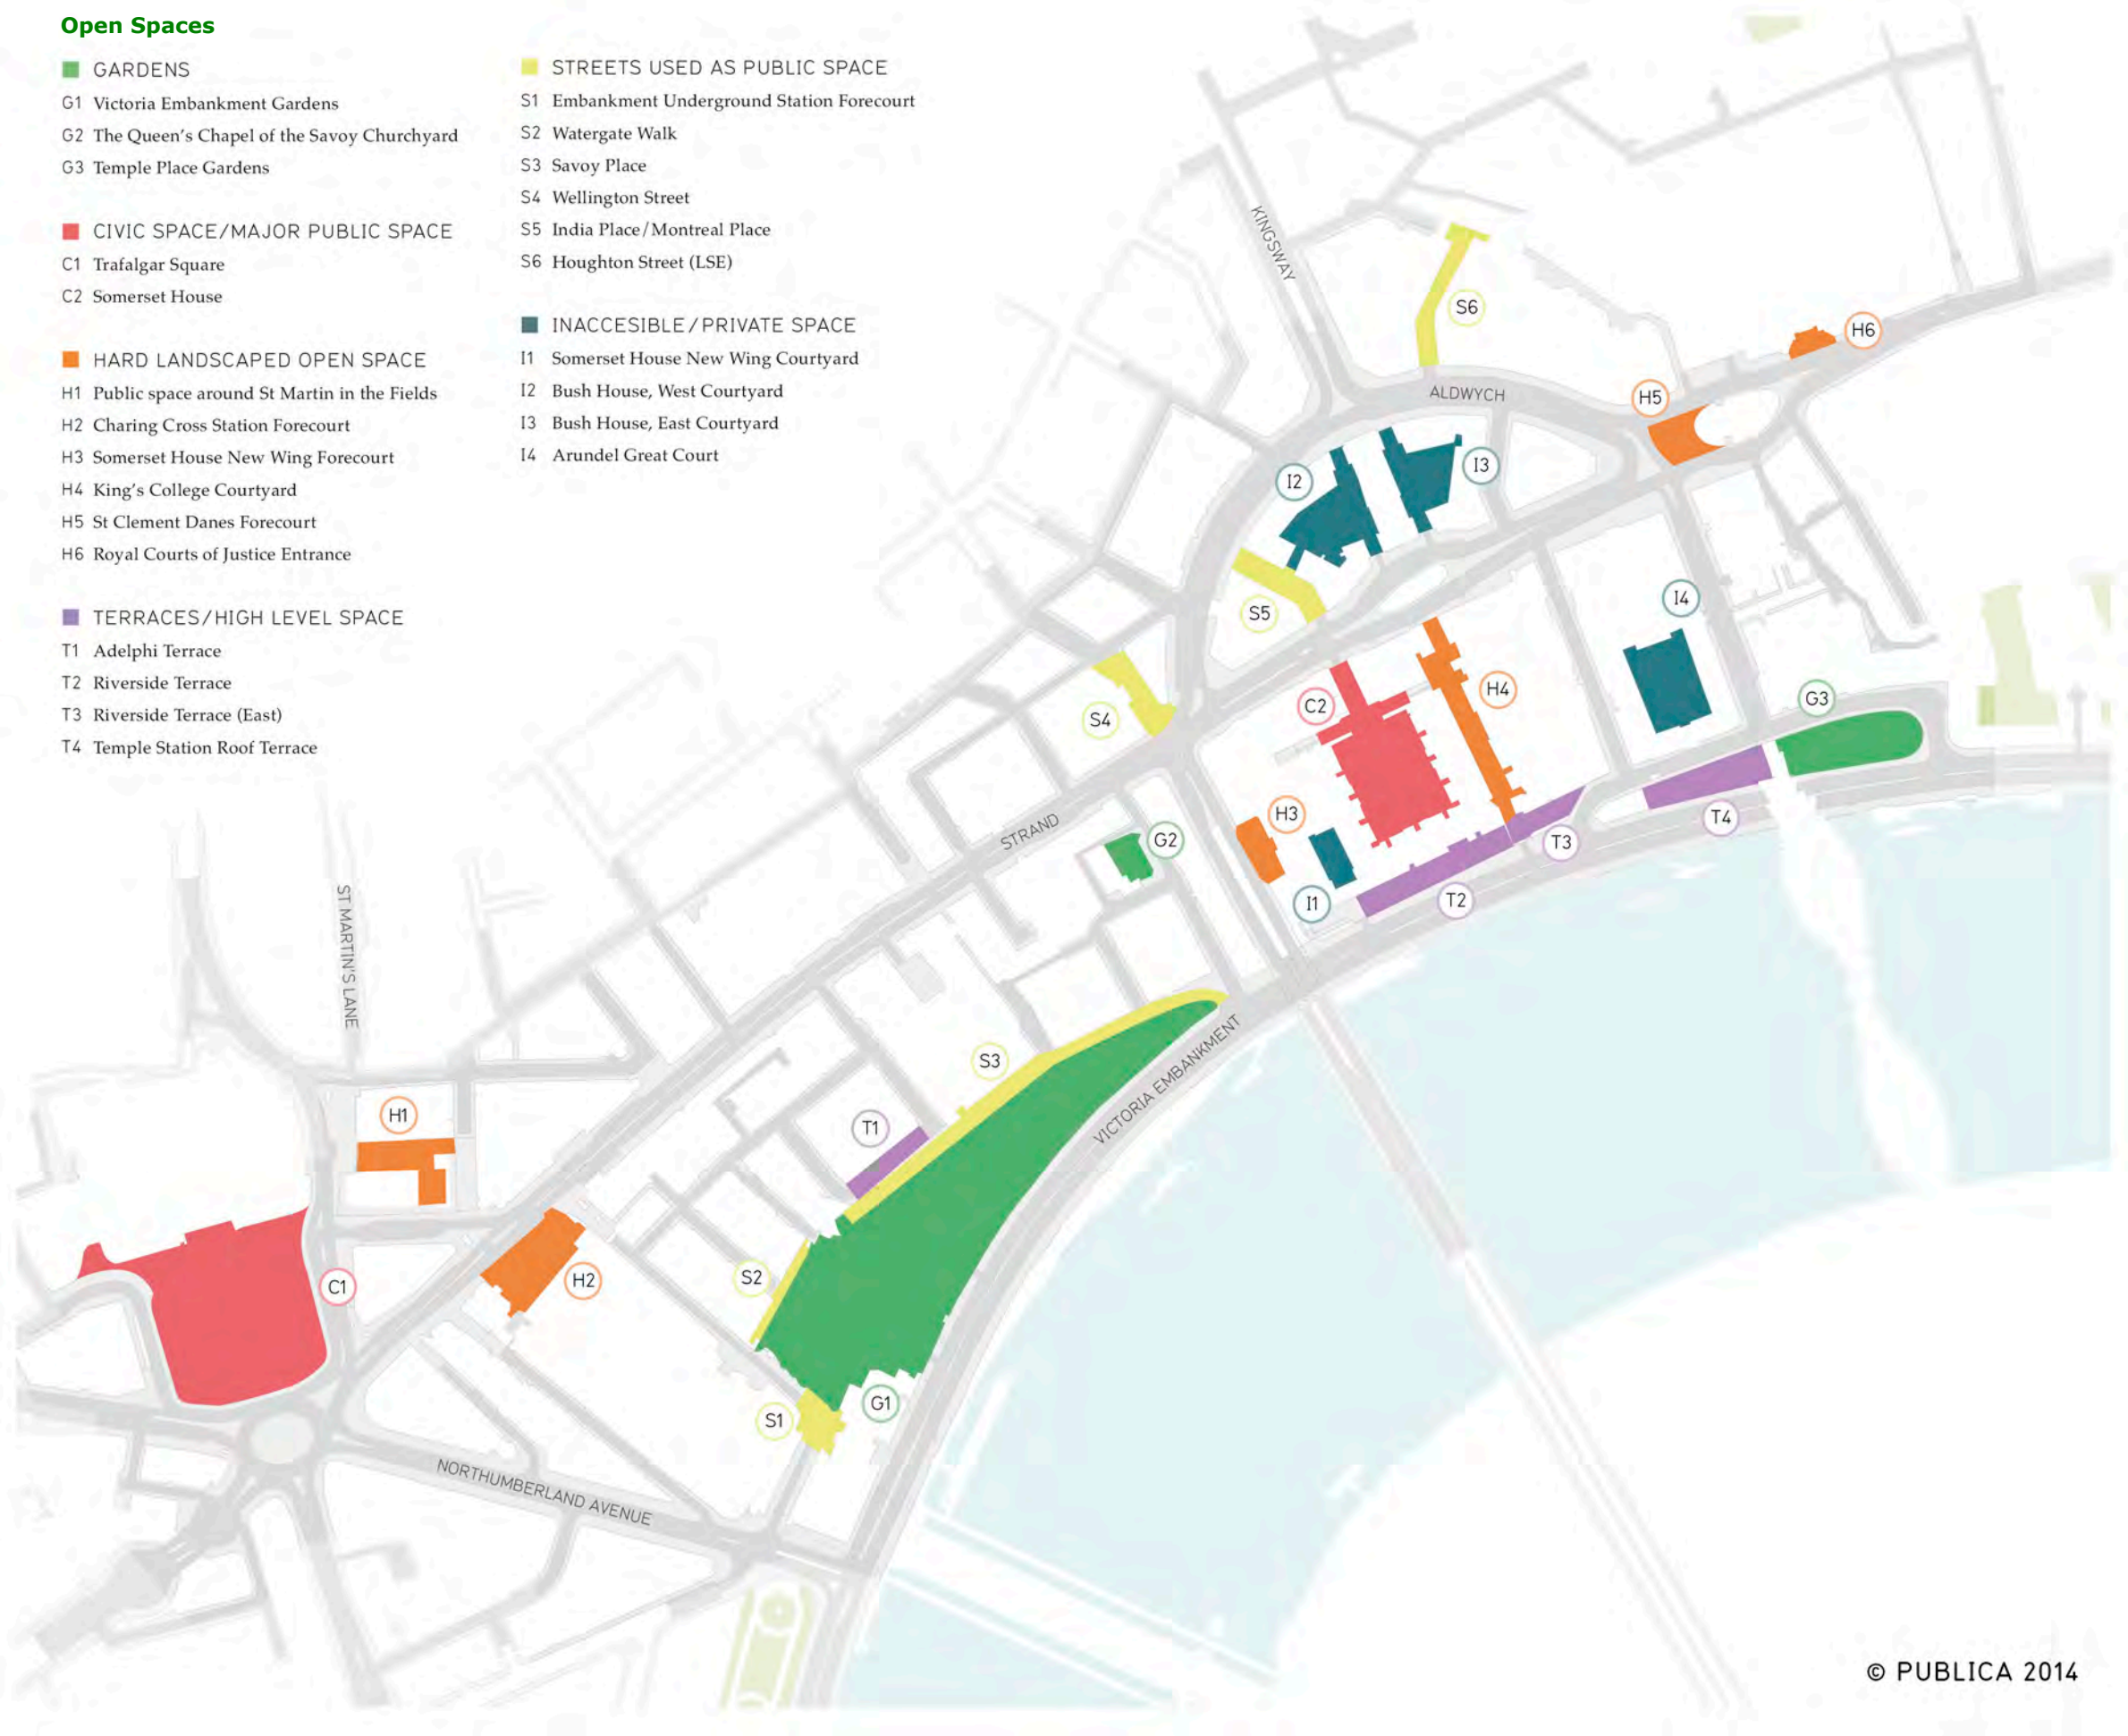 Open Spaces
GARDENS
G1 Victoria Embankment Gardens
G2 The Queen's Chapel of the Savoy Churchyard
G3 Temple Place Gardens
CIVIC SPACE/MAJOR PUBLIC SPACE
C1 Trafalgar Square
C2 Somerset House
HARD LANDSCAPED OPEN SPACE
H1 Public space around St Martin in the Fields
H2 Charing Cross Station Forecourt
H3 Somerset House New Wing Forecourt
H4 King's College Courtyard
H5 St Clement Danes Forecourt
H6 Royal Courts of Justice Entrance
TERRACES/HIGH LEVEL SPACE
T1 Adelphi Terrace
T2 Riverside Terrace
T3 Riverside Terrace (East)
T4 Temple Station Roof Terrace
STREETS USED AS PUBLIC SPACE
S1 Embankment Underground Station Forecourt
S2 Watergate Walk
S3 Savoy Place
S4 Wellington Street
S5 India Place/Montreal Place
S6 Houghton Street (LSE)
INACCESIBLE/PRIVATE SPACE
I1 Somerset House New Wing Courtyard
I2 Bush House, West Courtyard
I3 Bush House, East Courtyard
I4 Arundel Great Court
KINGSWAY
S6
H6
ALDWYCH
H5
I3
I2
I4
S5
H4
G3
C2
S4
H3
T4
STRAND
G2
T3
I1
T2
ST MARTIN'S LANE
VICTORIA EMBANKMENT
S3
H1
T1
S2
H2
C1
G1
S1
NORTHUMBERLAND AVENUE
© PUBLICA 2014